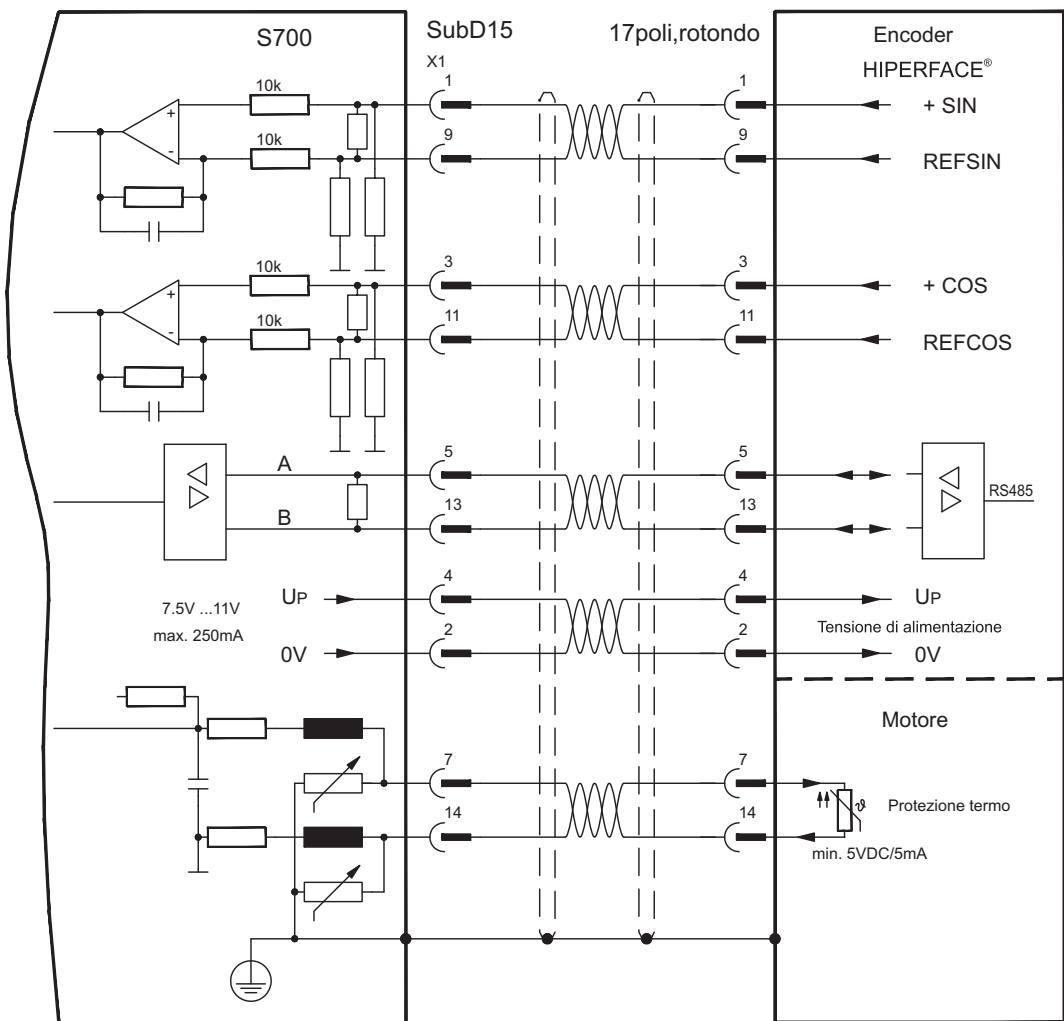 S700
SubD15
17poli,rotondo
Encoder
HIPERFACE®
X1
10k
1
1
+ SIN
+
-
10k
9
9
REFSIN
10k
3
3
+ COS
+
-
10k
11
11
REFCOS
A
5
5
RS485
B
13
13
7.5V ...11V
max. 250mA
UP
4
4
UP
Tensione di alimentazione
0V
2
2
0V
Motore
7
7
14
14
ϑ
Protezione termo
min. 5VDC/5mA